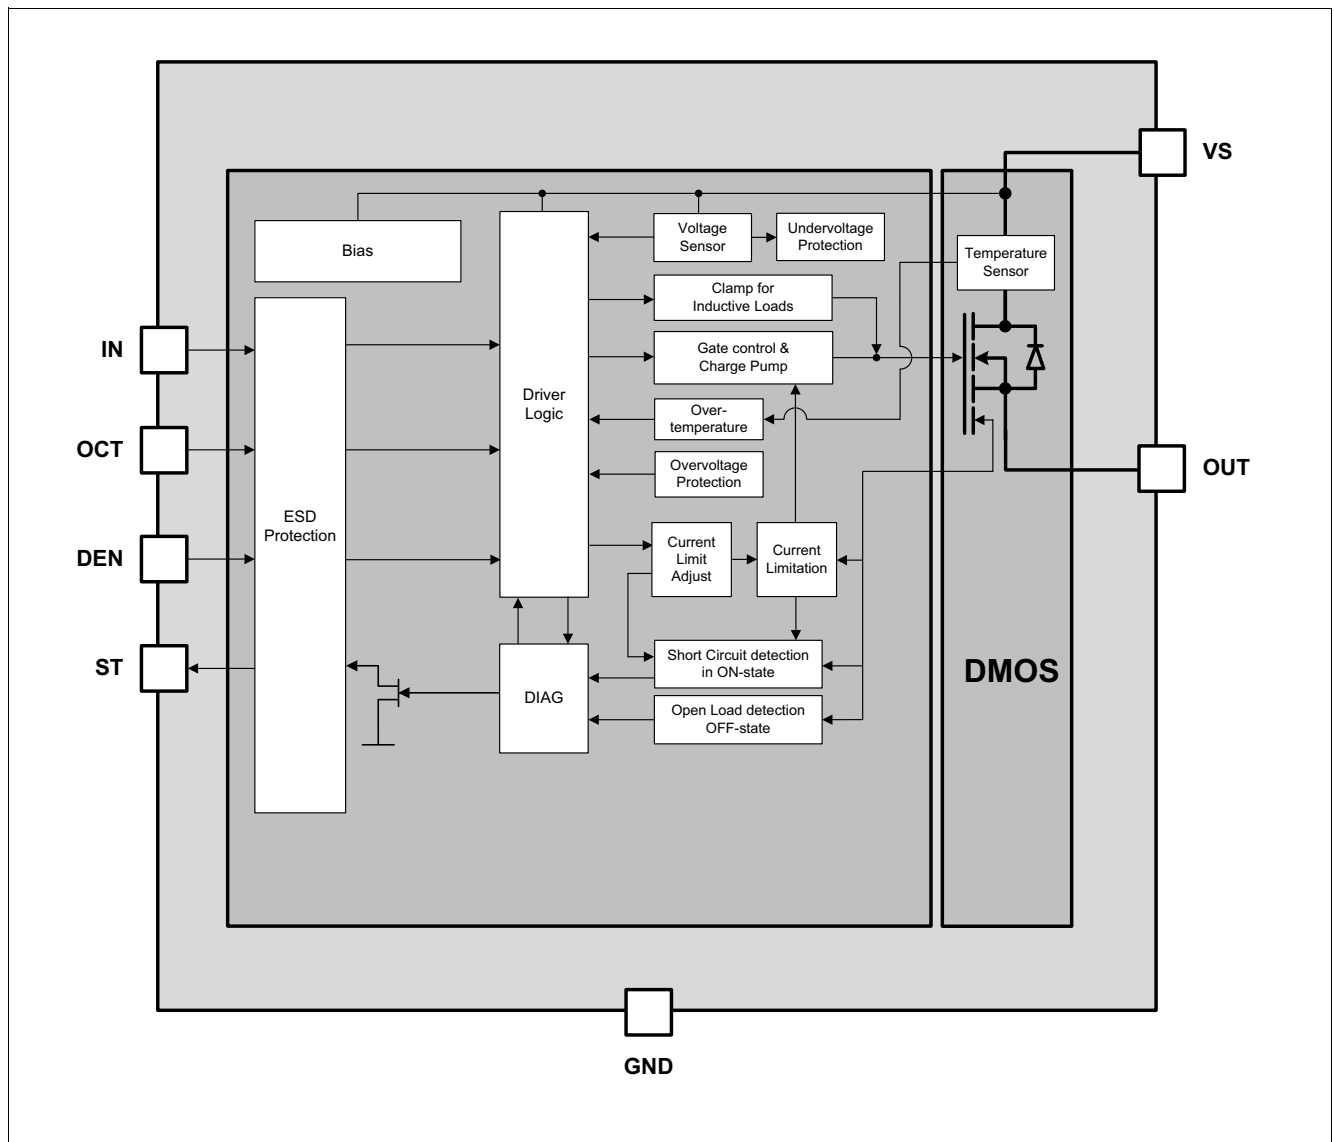 VS
Bias
Voltage
Sensor
Undervoltage
Protection
Temperature
Sensor
Clamp for
Inductive Loads
IN
Gate control &
Charge Pump
Driver
Logic
Over-
temperature
OCT
Overvoltage
Protection
OUT
ESD
Protection
DEN
Current
Limit
Adjust
Current
Limitation
ST
Short Circuit detection
in ON-state
DMOS
DIAG
Open Load detection
OFF-state
GND